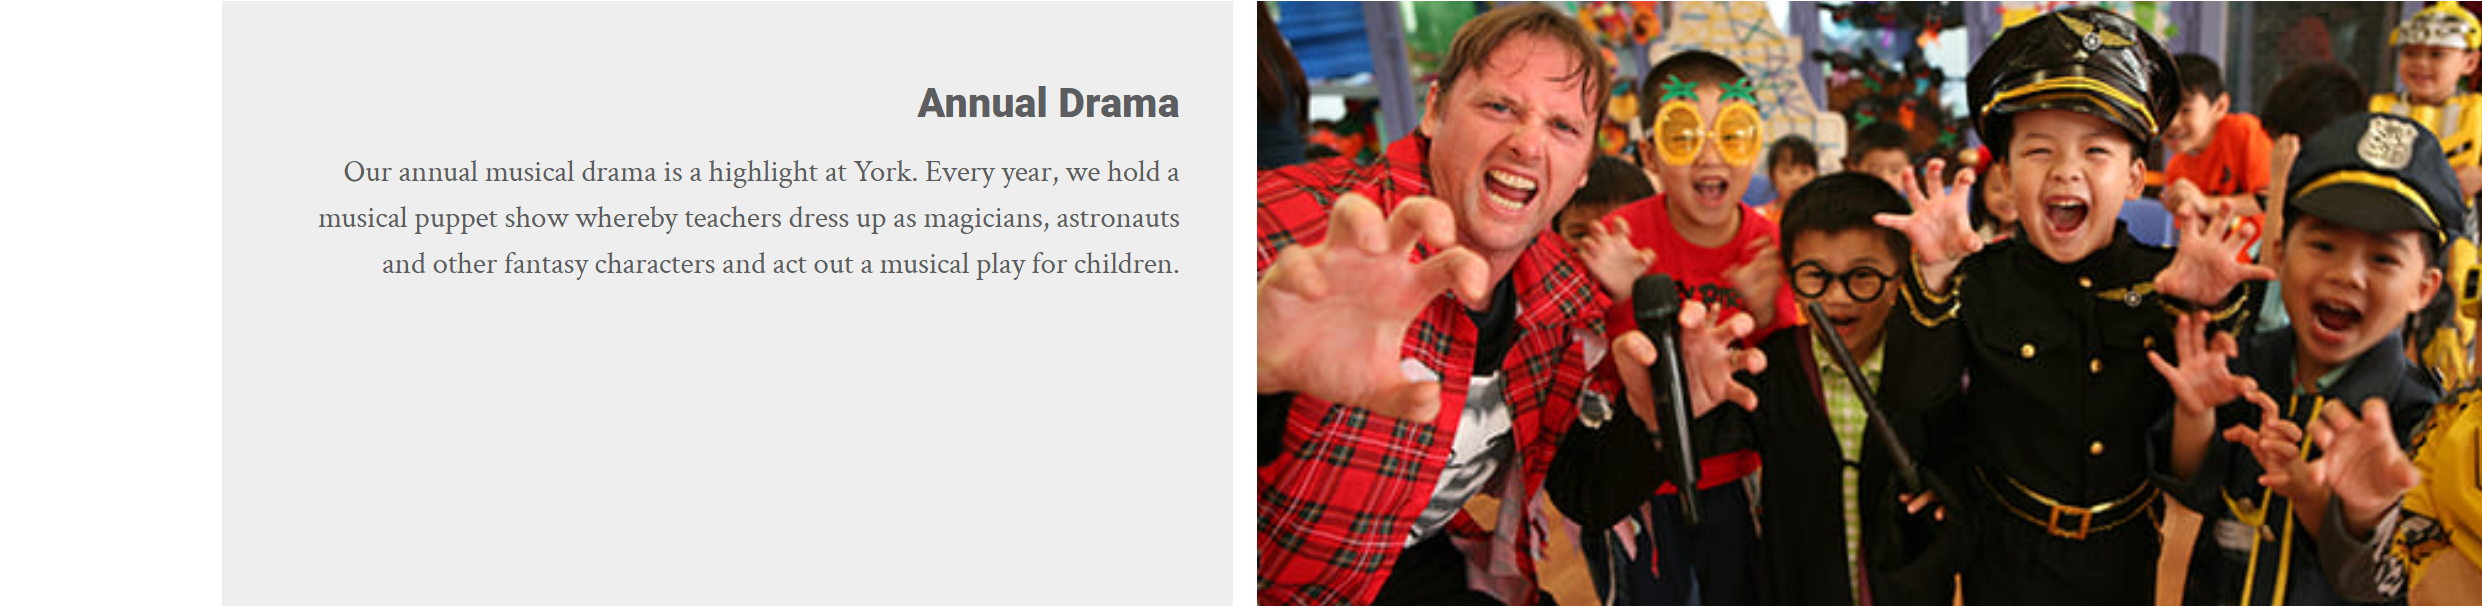 Annual Drama
Our annual musical drama is a highlight at York. Every year, we hold a
musical puppet show whereby teachers dress up as magicians, astronauts
and other fantasy characters and act out a musical play for children.